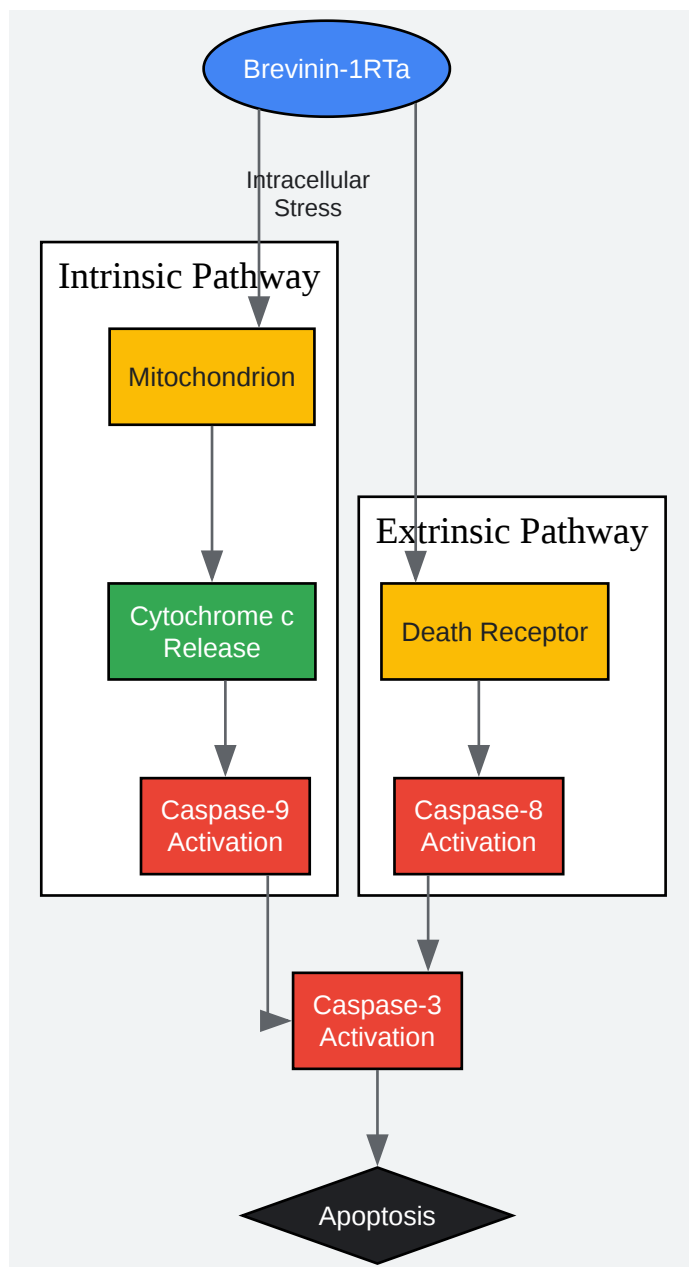 Brevinin-1RTa
Intracellular
Stress
Intrinsic Pathway
Mitochondrion
Extrinsic Pathway
Cytochrome c
Release
Death Receptor
Caspase-9
Activation
Caspase-8
Activation
Caspase-3
Activation
Apoptosis